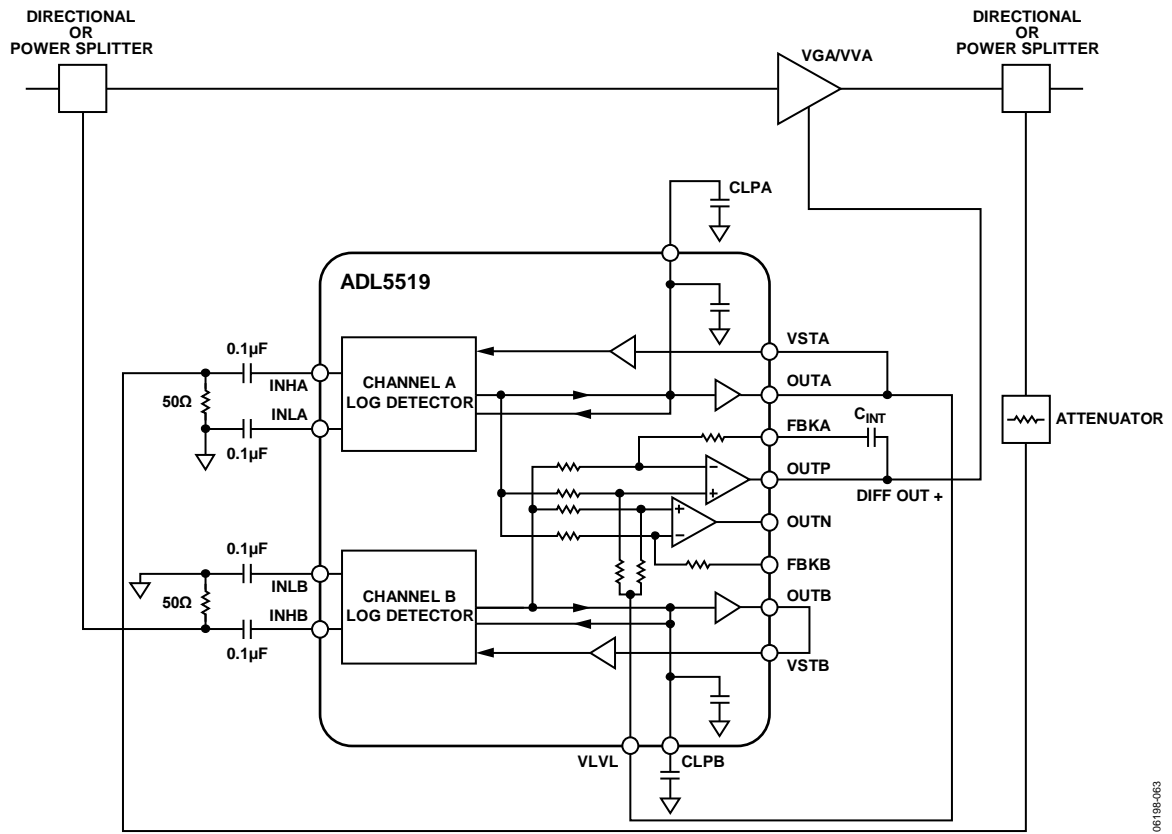 DIRECTIONAL
OR
POWER SPLITTER
DIRECTIONAL
OR
POWER SPLITTER
VGA/VVA
CLPA
ADL5519
VSTA
0.1µF
INHA
CHANNEL A
LOG DETECTOR
OUTA
50Ω
INLA
0.1µF
FBKA
CINT
ATTENUATOR
OUTP
DIFF OUT +
OUTN
0.1µF
INLB
FBKB
50Ω
CHANNEL B
LOG DETECTOR
OUTB
INHB
0.1µF
VSTB
VLVL
CLPB
06198-063